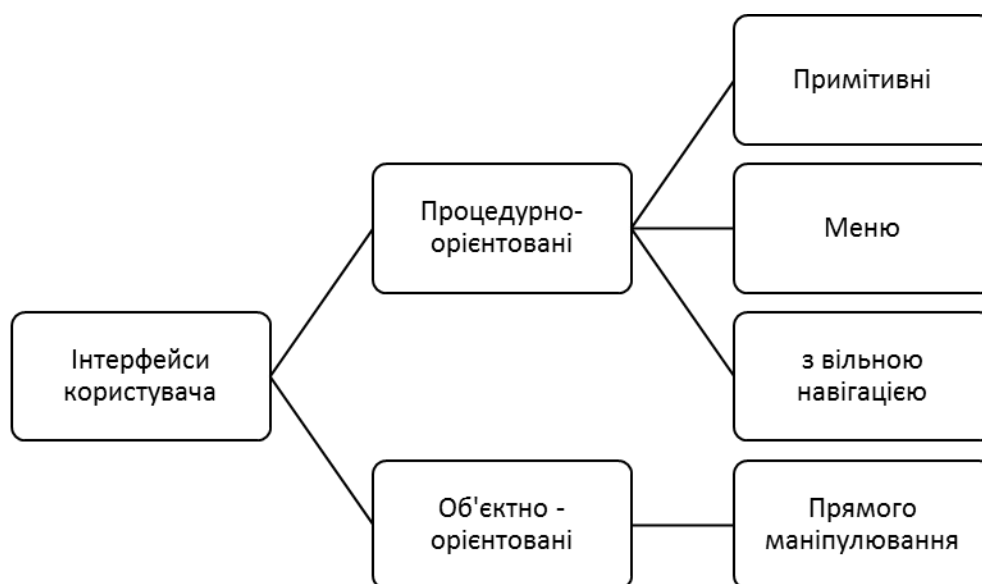 Інтерфейси
користувача
Процедурно-
орієнтовані
Примітивні
Меню
з вільною
навігацією
Об'єктно -
орієнтовані
Прямого
маніпулювання